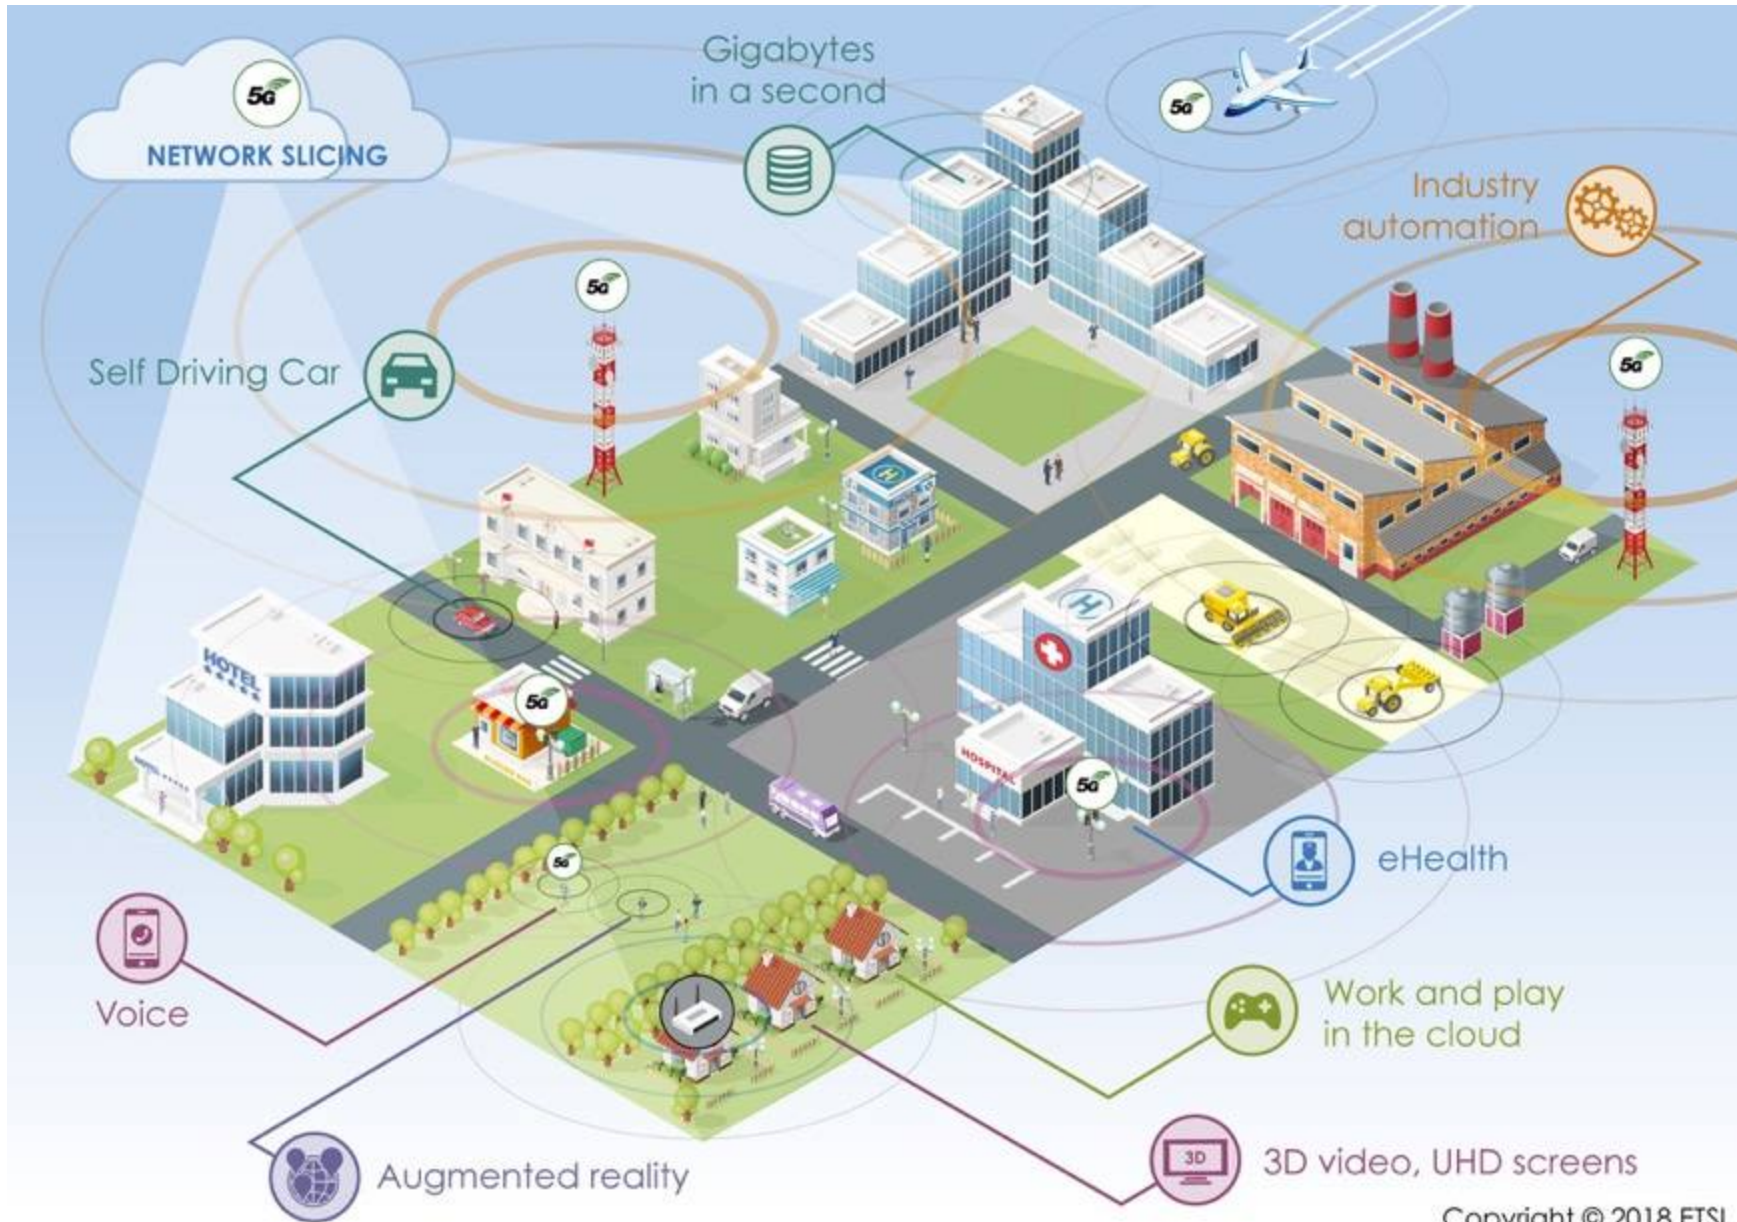 5G
NETWORK SLICING
Gigabytes
in a second
5G
Industry
automation
5G
5G
Self Driving Car
HOTEL
HOTEL
5G
HOSPITAL
5G
eHealth
5G
Voice
Work and play
in the cloud
Augmented reality
3D
3D video, UHD screens
Copyright © 2018 ETSI